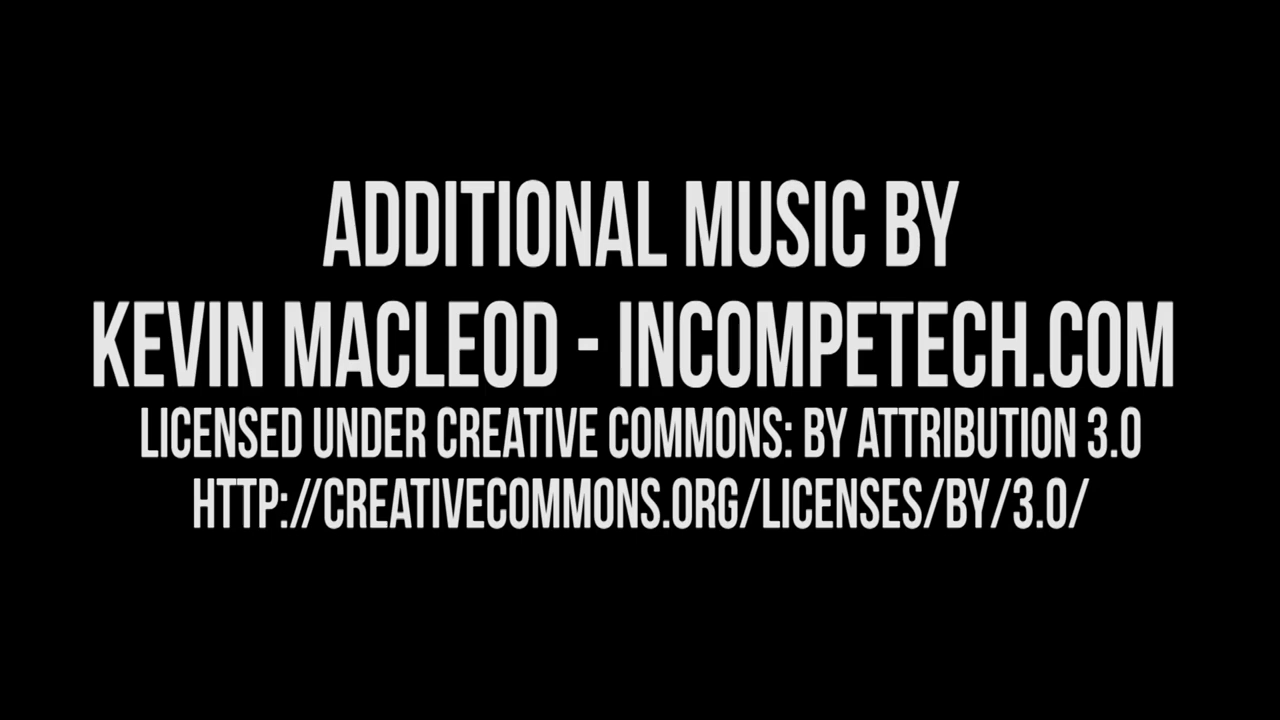 ADDITIONAL MUSIC BY
KEVIN MACLEOD - INCOMPETECH.COM
LICENSED UNDER CREATIVE COMMONS: BY ATTRIBUTION 3.0
HTTP://CREATIVECOMMONS.ORG/LICENSES/BY/3.0/